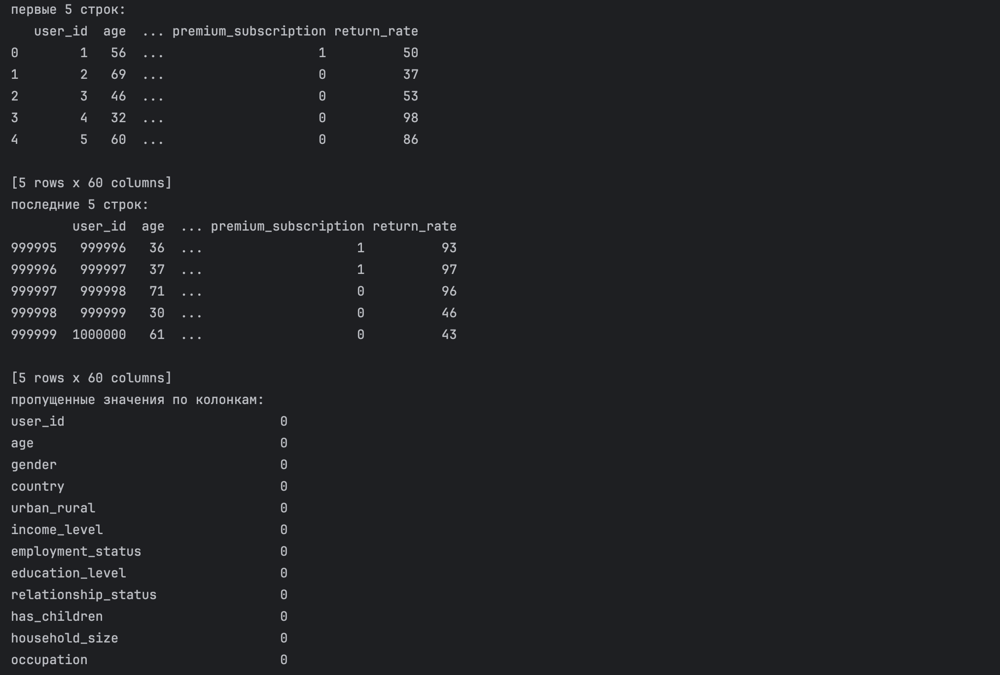 первые 5 строк:
   user_id  age  ... premium_subscription return_rate
0        1   56  ...                    1          50
1        2   69  ...                    0          37
2        3   46  ...                    0          53
3        4   32  ...                    0          98
4        5   60  ...                    0          86
[5 rows x 60 columns]
последние 5 строк:
        user_id  age  ... premium_subscription return_rate
999995   999996   36  ...                    1          93
999996   999997   37  ...                    1          97
999997   999998   71  ...                    0          96
999998   999999   30  ...                    0          46
999999  1000000   61  ...                    0          43
[5 rows x 60 columns]
пропущенные значения по колонкам:
user_id                            0
age                                0
gender                             0
country                            0
urban_rural                        0
income_level                       0
employment_status                  0
education_level                    0
relationship_status                0
has_children                       0
household_size                     0
occupation                         0